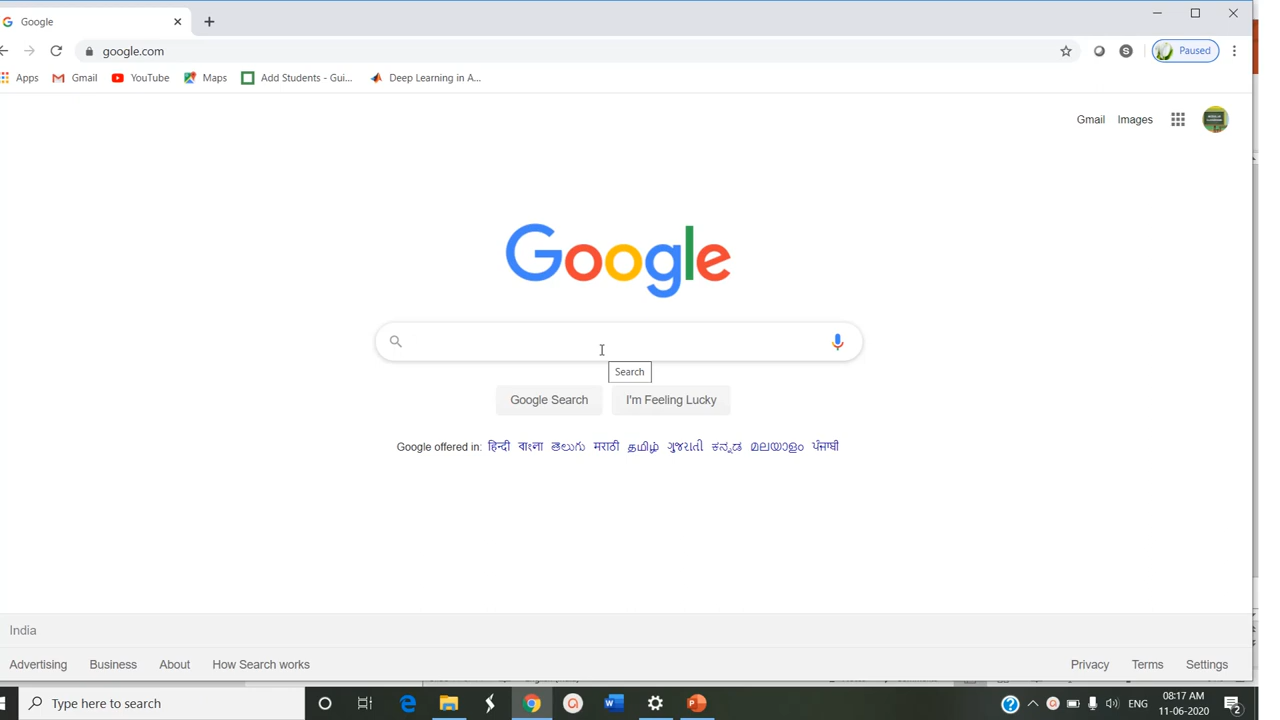 Google
google.com
Paused
Apps Gmail YouTube Maps Add Students - Gui... Deep Learning in A...
Gmail Images
Google
Search
Google Search I'm Feeling Lucky
Google offered in: हिन्दी বাংলা తెలుగు मराठी தமிழ் ગુજરાતી ಕನ್ನಡ മലയാളം ਪੰਜਾਬੀ
India
Advertising Business About How Search works Privacy Terms Settings
Type here to search
ENG
08:17 AM
11-06-2020
2